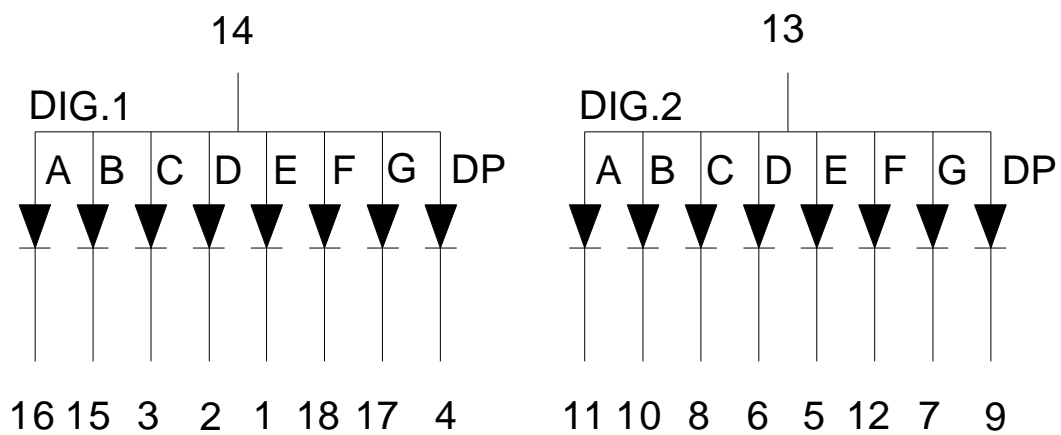 14 13
DIG.1 DIG.2
A B C D E F G DP A B C D E F G DP
16 15 3 2 1 18 17 4 11 10 8 6 5 12 7 9